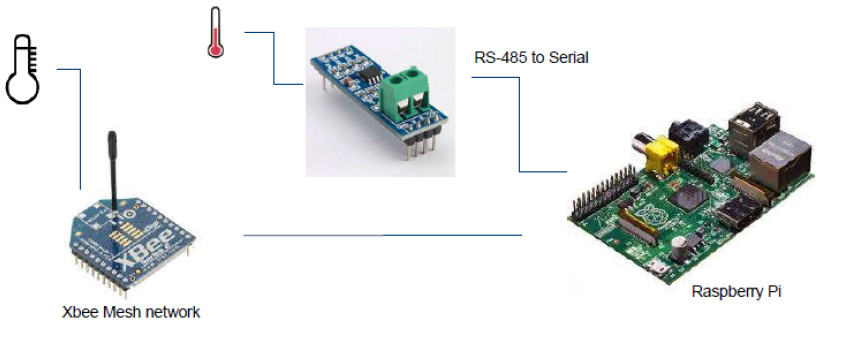 RS-485 to Serial
XBee
Raspberry Pi
Xbee Mesh network